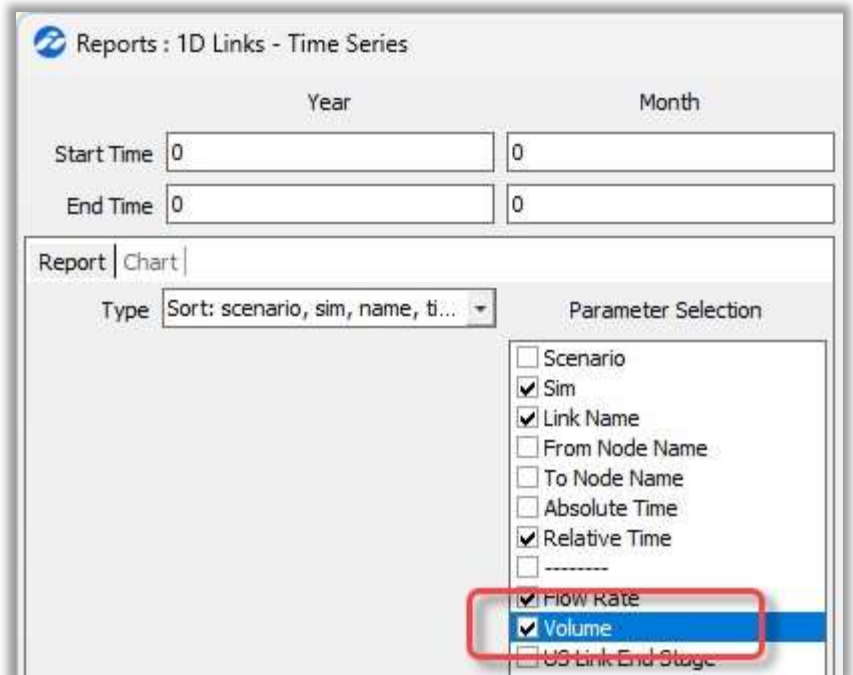 Reports : 1D Links - Time Series
Year Month
Start Time 0 0
End Time 0 0
Report Chart
Type Sort: scenario, sim, name, ti... Parameter Selection
Scenario
Sim
Link Name
From Node Name
To Node Name
Absolute Time
Relative Time
--------
Flow Rate
Volume
US Link End Stage